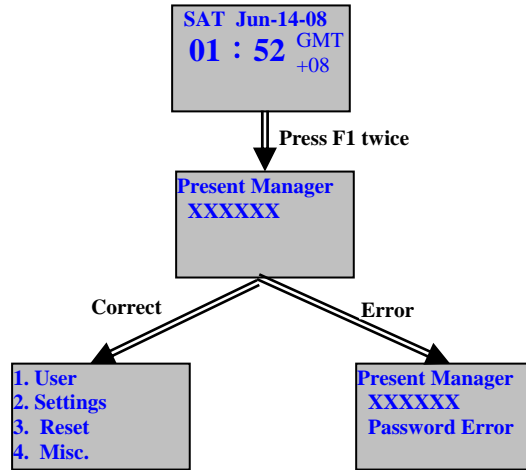 SAT Jun-14-08
01 : 52 GMT
+08
Press F1 twice
Present Manager
XXXXXX
Correct
Error
1. User
2. Settings
3. Reset
4. Misc.
Present Manager
XXXXXX
Password Error